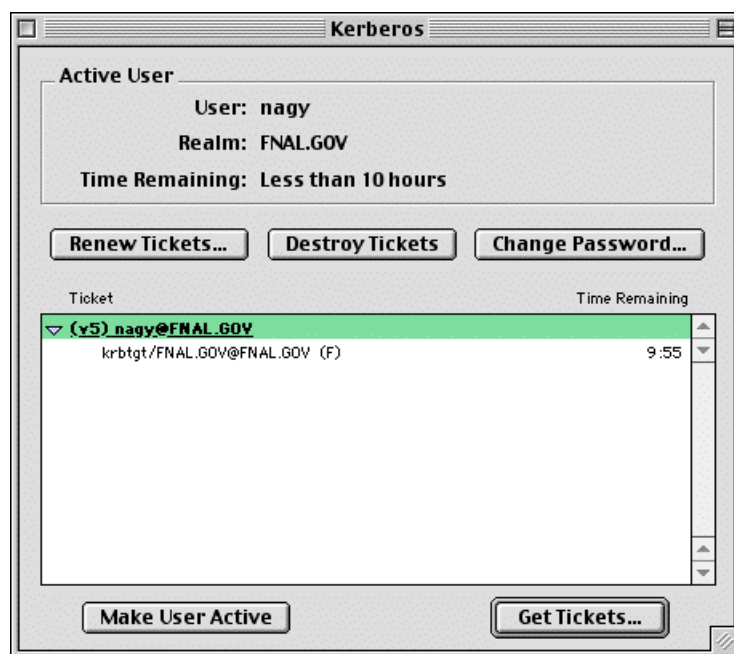 Kerberos
Active User
User: nagy
Realm: FNAL.GOV
Time Remaining: Less than 10 hours
Renew Tickets... Destroy Tickets Change Password...
Ticket Time Remaining
(v5) nagy@FNAL.GOV
krbtgt/FNAL.GOV@FNAL.GOV (F) 9:55
Make User Active Get Tickets...